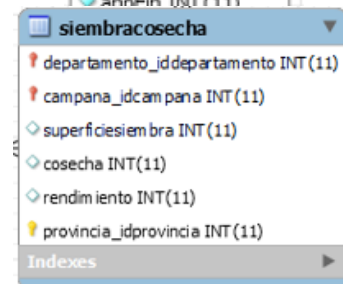 siembracosecha
departamento_iddepartamento INT(11)
campana_idcampana INT(11)
superficiesiembra INT(11)
cosecha INT(11)
rendimiento INT(11)
provincia_idprovincia INT(11)
Indexes